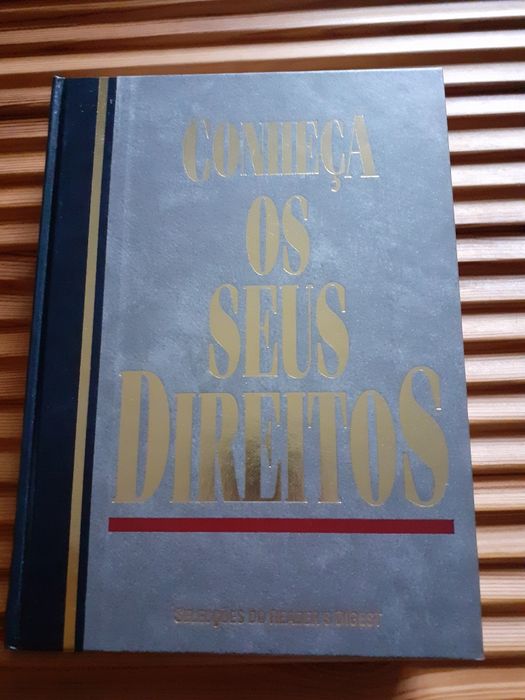 CONHEÇA
OS
SEUS
DIREITOS
SELECÇÕES DO READER'S DIGEST